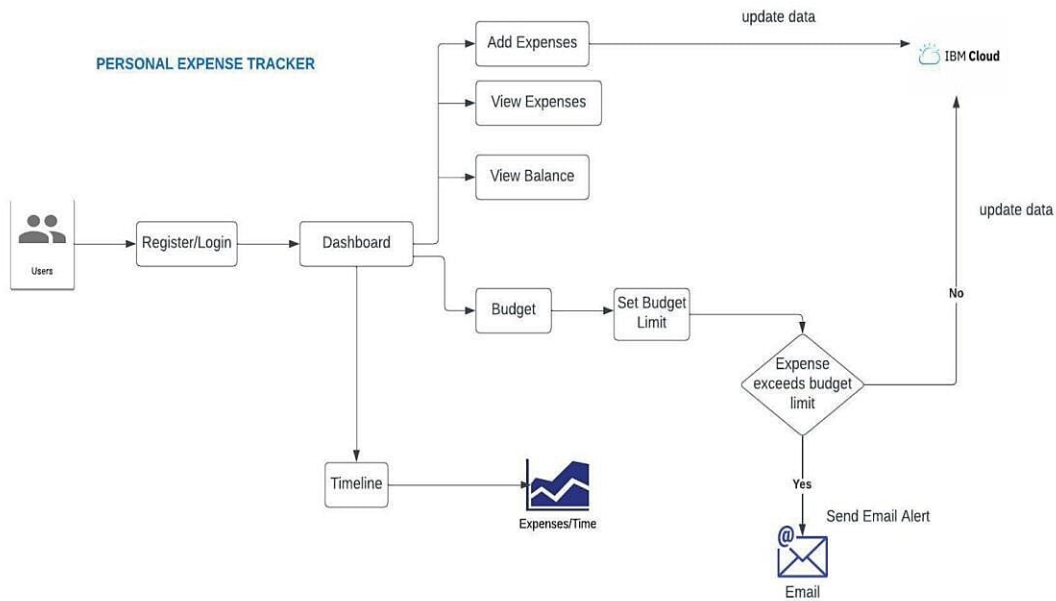 update data
Add Expenses
IBM Cloud
PERSONAL EXPENSE TRACKER
View Expenses
View Balance
update data
Register/Login
Dashboard
Users
Budget
Set Budget
Limit
No
Expense
exceeds budget
limit
Timeline
Yes
Expenses/Time
Send Email Alert
@
Email